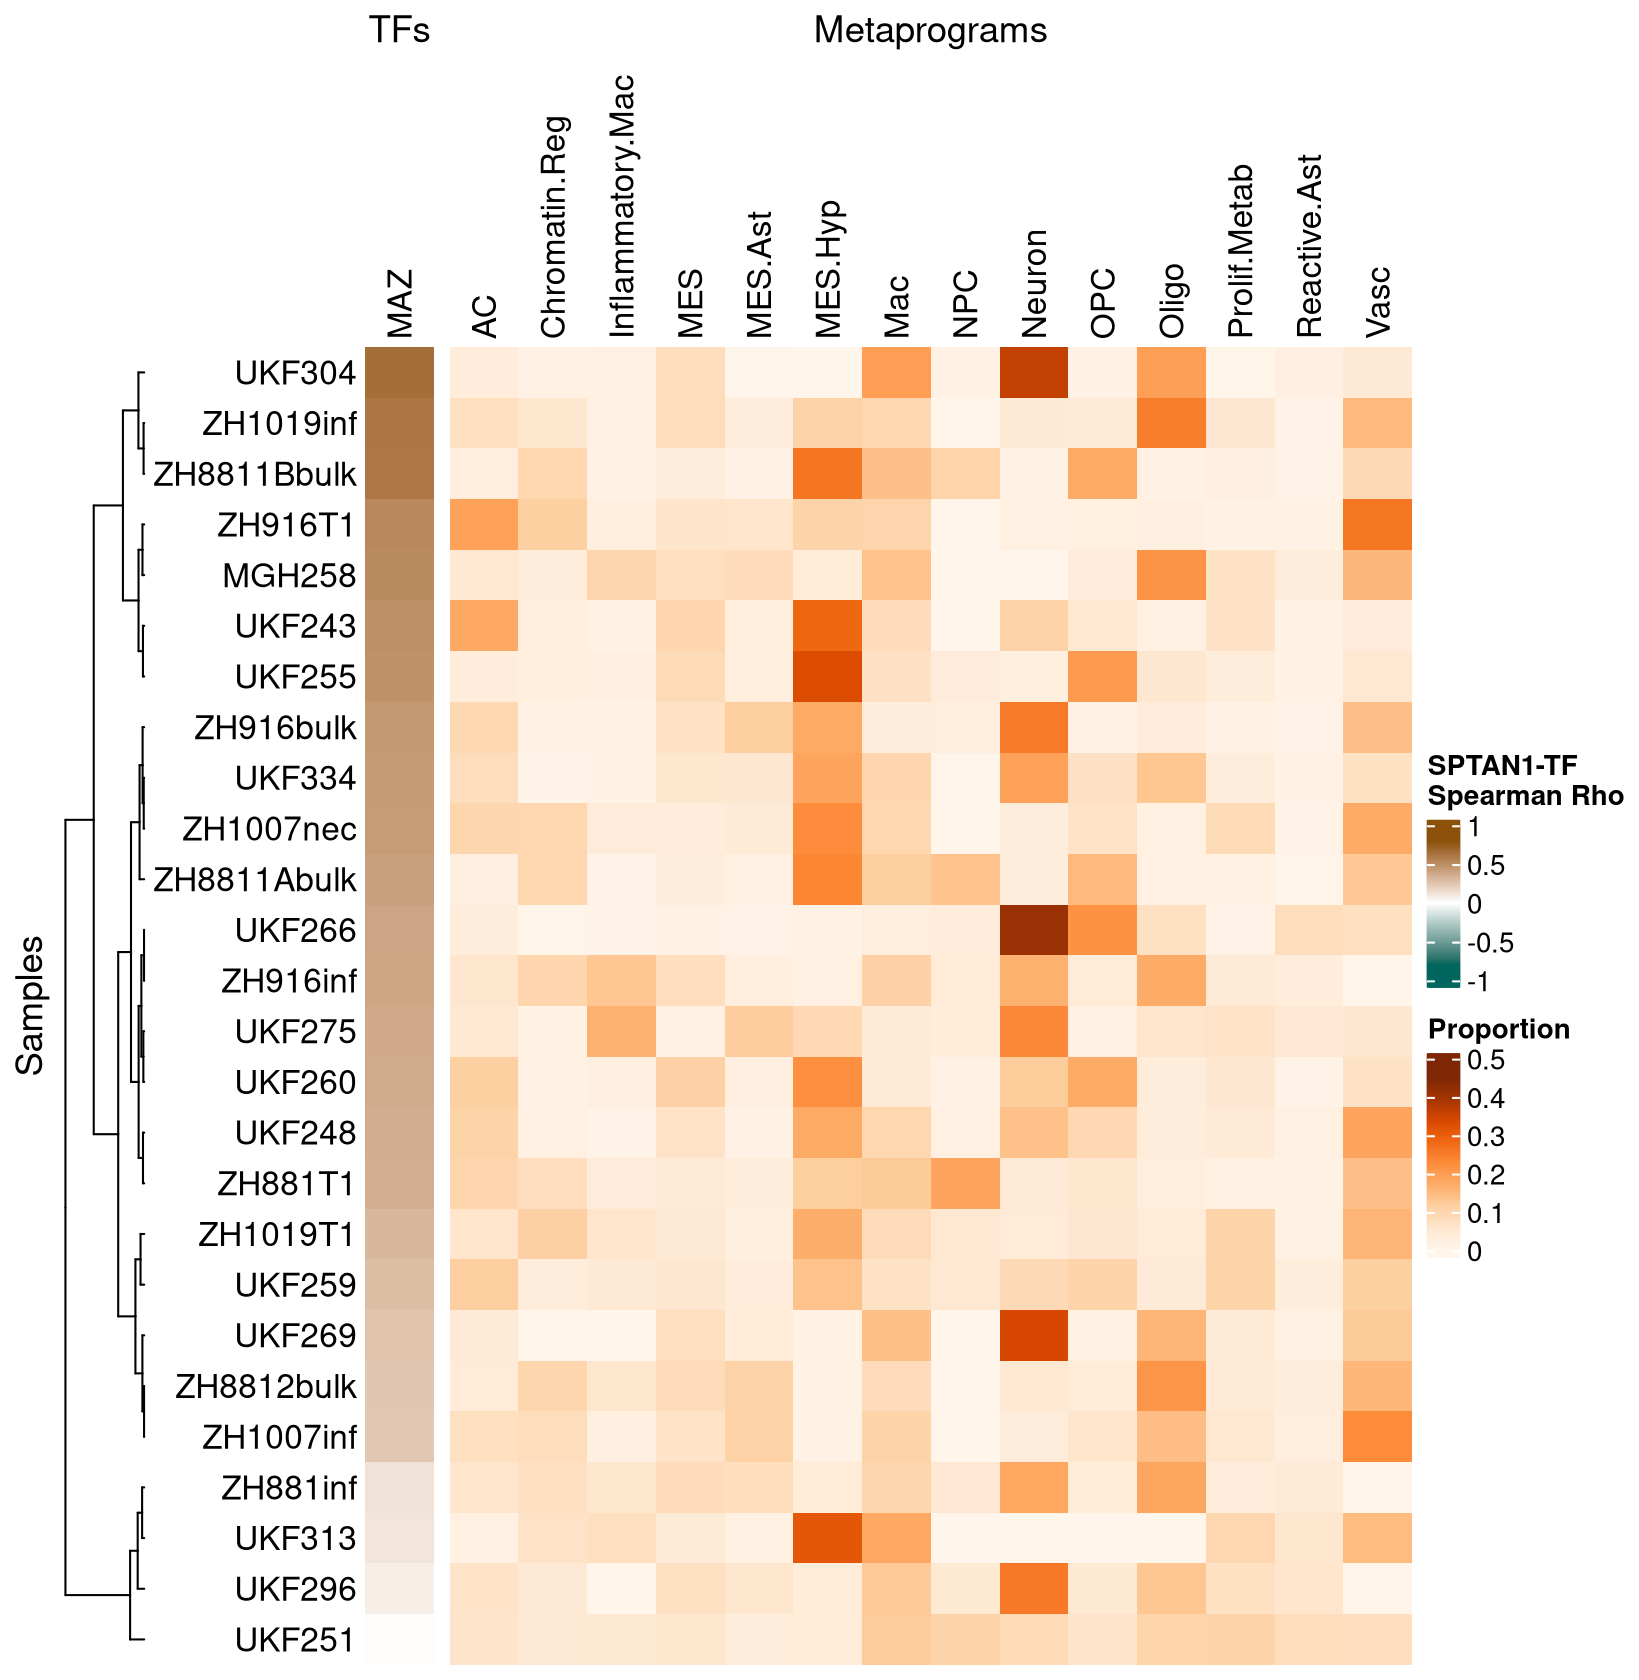 TFs Metaprograms
MAZ
AC
Chromatin.Reg
Inflammatory.Mac
MES
MES.Ast
MES.Hyp
Mac
NPC
Neuron
OPC
Oligo
Prolif.Metab
Reactive.Ast
Vasc
Samples
UKF304
ZH1019inf
ZH8811Bbulk
ZH916T1
MGH258
UKF243
UKF255
ZH916bulk
UKF334
ZH1007nec
ZH8811Abulk
UKF266
ZH916inf
UKF275
UKF260
UKF248
ZH881T1
ZH1019T1
UKF259
UKF269
ZH8812bulk
ZH1007inf
ZH881inf
UKF313
UKF296
UKF251
SPTAN1-TF
Spearman Rho
1
0.5
0
-0.5
-1
Proportion
0.5
0.4
0.3
0.2
0.1
0